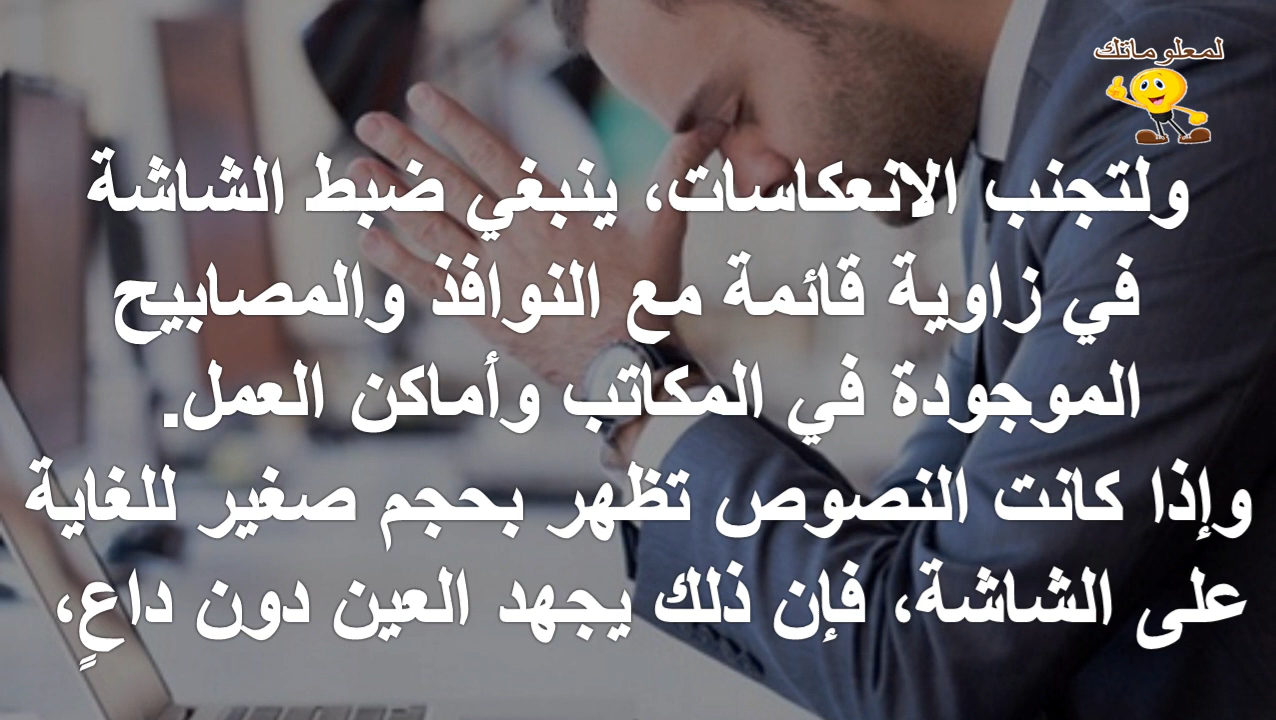 لمعلوماتك
ولتجنب الانعكاسات، ينبغي ضبط الشاشة
في زاوية قائمة مع النوافذ والمصابيح
الموجودة في المكاتب وأماكن العمل.
وإذا كانت النصوص تظهر بحجم صغير للغاية
على الشاشة، فإن ذلك يجهد العين دون داعٍ،